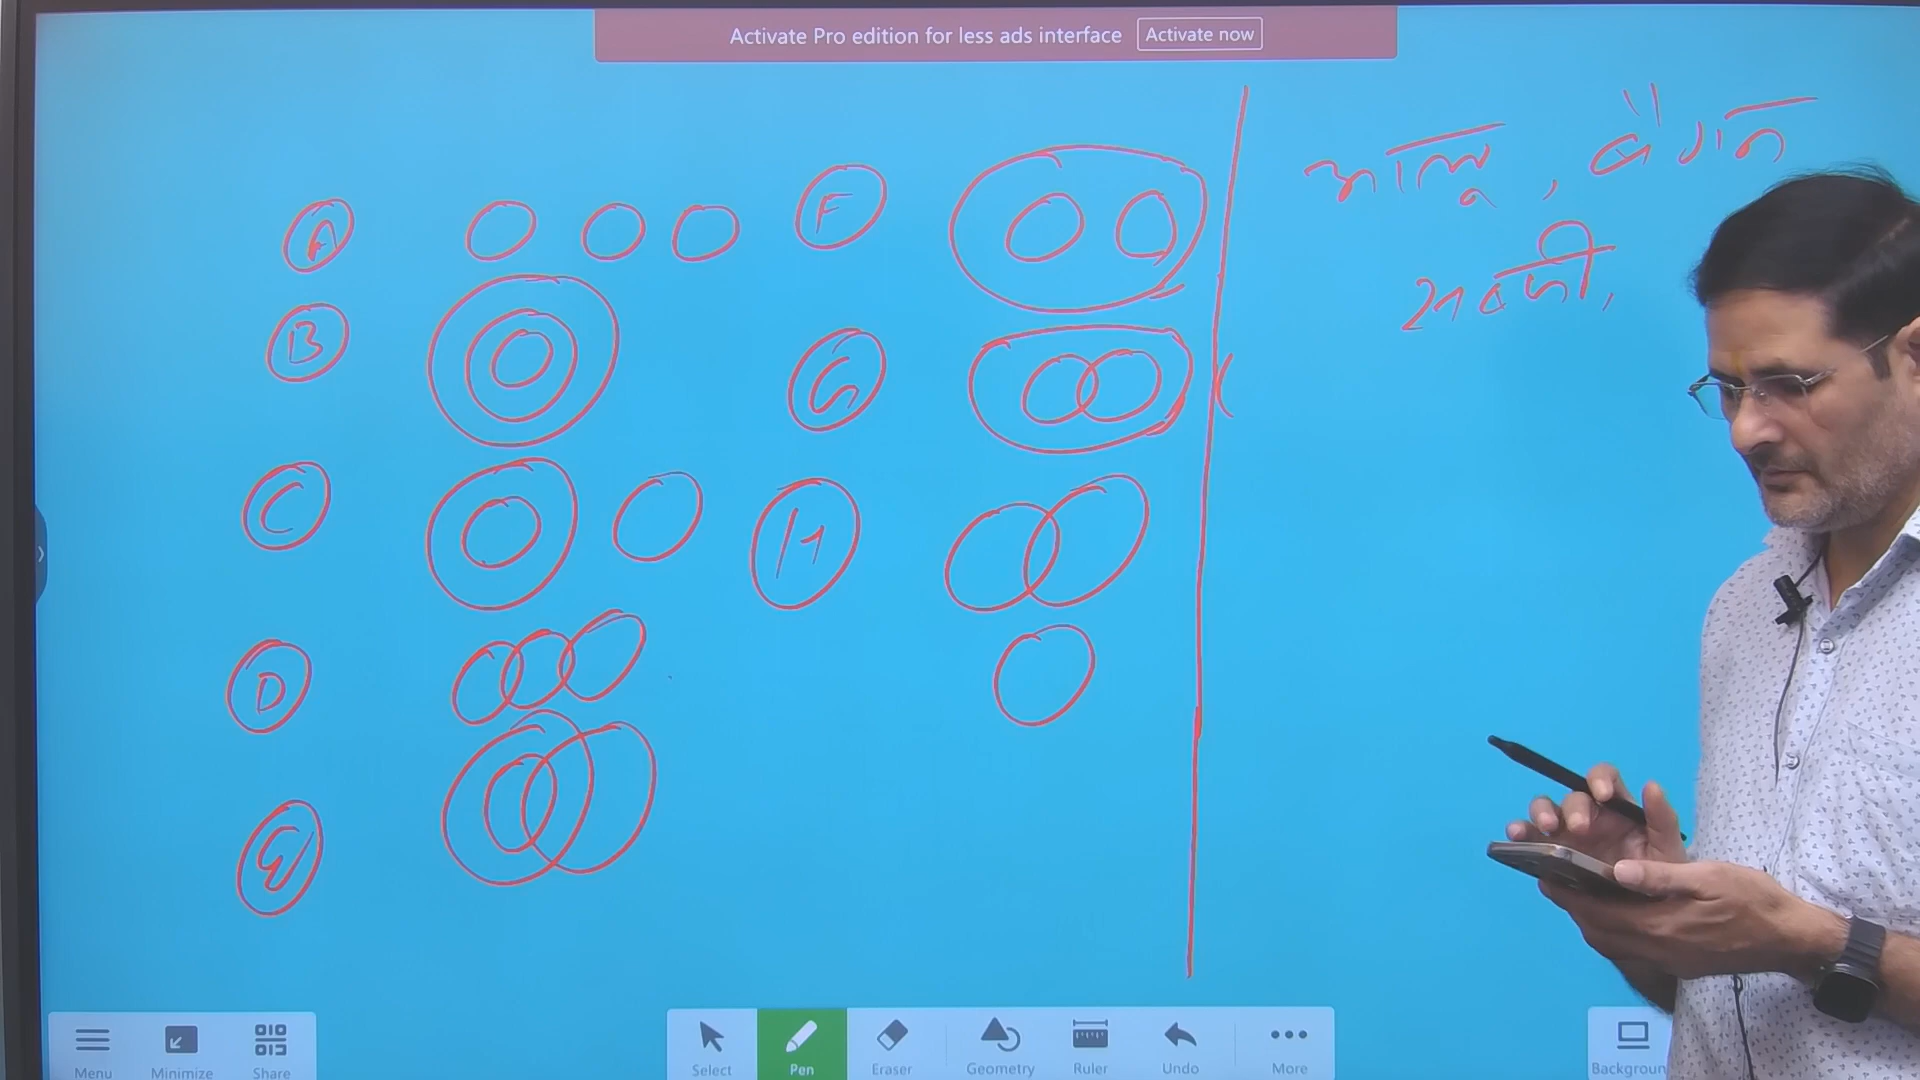 Activate Pro edition for less ads interface Activate now
आलू, बैंगन
सब्जी,
A
F
B
G
C
H
D
E
Menu Minimize Share Select Pen Eraser Geometry Ruler Undo More Background